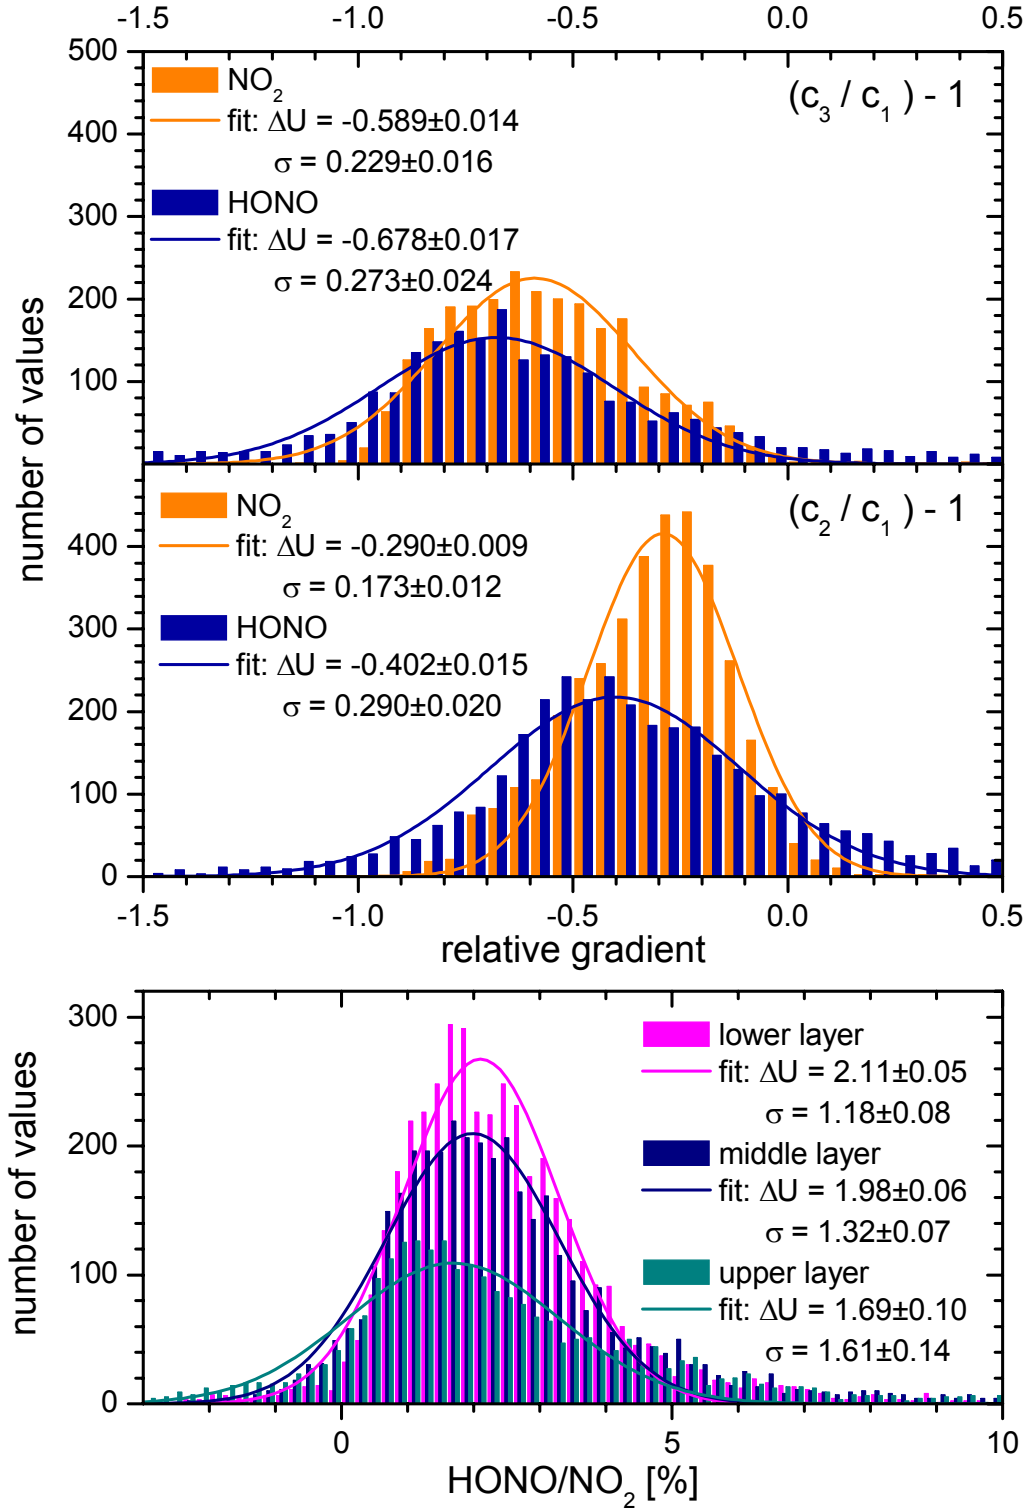 -1.5 -1.0 -0.5 0.0 0.5
500
400
300
200
100
0
number of values
NO2
fit: ΔU = -0.589±0.014
σ = 0.229±0.016
HONO
fit: ΔU = -0.678±0.017
σ = 0.273±0.024
(c3 / c1 ) - 1
400
300
200
100
0
NO2
fit: ΔU = -0.290±0.009
σ = 0.173±0.012
HONO
fit: ΔU = -0.402±0.015
σ = 0.290±0.020
(c2 / c1 ) - 1
-1.5 -1.0 -0.5 0.0 0.5
relative gradient
300
200
100
0
number of values
lower layer
fit: ΔU = 2.11±0.05
σ = 1.18±0.08
middle layer
fit: ΔU = 1.98±0.06
σ = 1.32±0.07
upper layer
fit: ΔU = 1.69±0.10
σ = 1.61±0.14
0 5 10
HONO/NO2 [%]